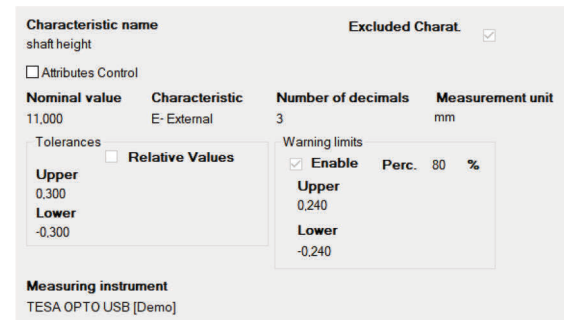 Characteristic name Excluded Charat.
shaft height
Attributes Control
Nominal value Characteristic Number of decimals Measurement unit
11,000 E- External 3 mm
Tolerances Warning limits
Relative Values Enable Perc. 80 %
Upper Upper
0,300 0,240
Lower Lower
-0,300 -0,240
Measuring instrument
TESA OPTO USB [Demo]